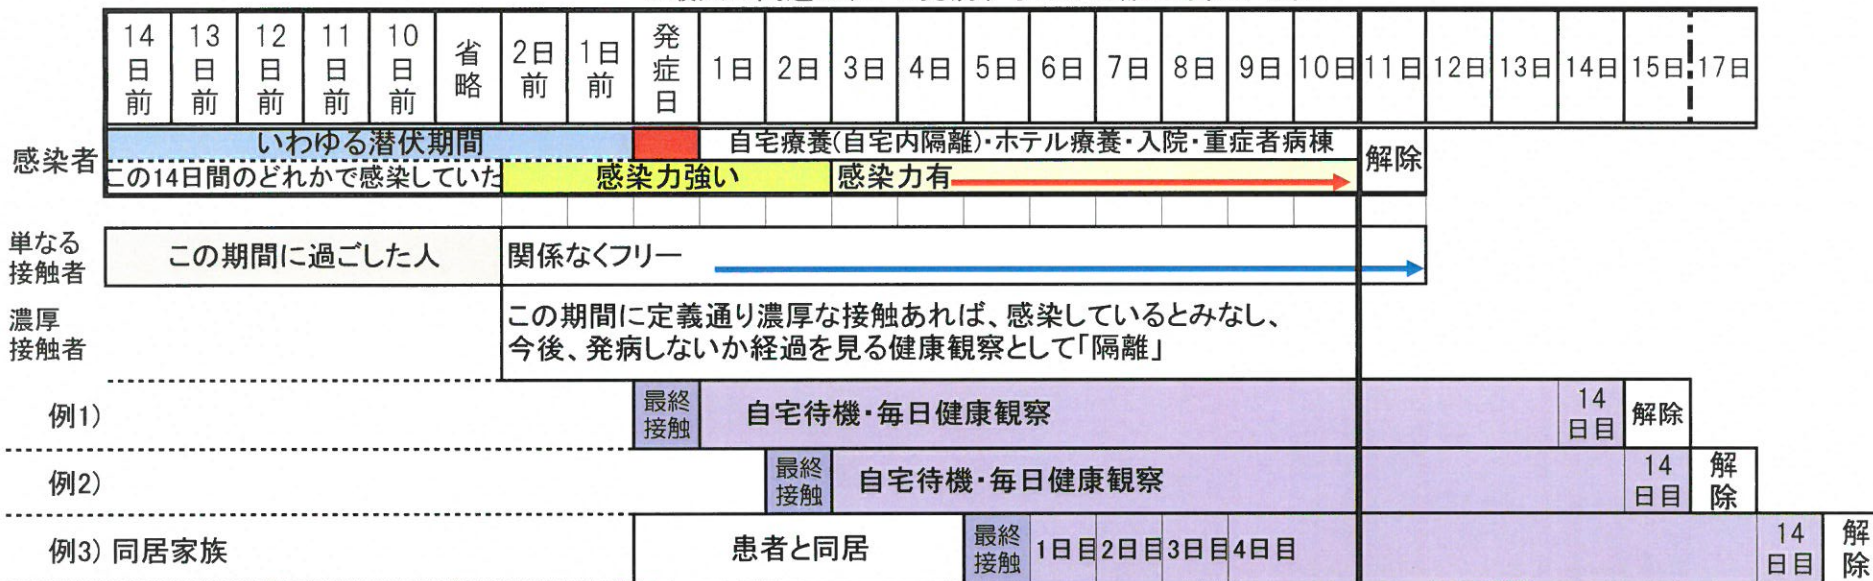 14日前 13日前 12日前 11日前 10日前 省略 2日前 1日前 発症日 1日 2日 3日 4日 5日 6日 7日 8日 9日 10日 11日 12日 13日 14日 15日 17日
感染者
いわゆる潜伏期間 自宅療養(自宅内隔離)・ホテル療養・入院・重症者病棟
解除
この14日間のどれかで感染していた 感染力強い 感染力有
単なる
接触者
この期間に過ごした人 関係なくフリー
濃厚
接触者
この期間に定義通り濃厚な接触あれば、感染しているとみなし、
今後、発病しないか経過を見る健康観察として「隔離」
例1) 最終接触 自宅待機・毎日健康観察 14日目 解除
例2) 最終接触 自宅待機・毎日健康観察 14日目 解除
例3) 同居家族 患者と同居 最終接触 1日目 2日目 3日目 4日目 14日目 解除